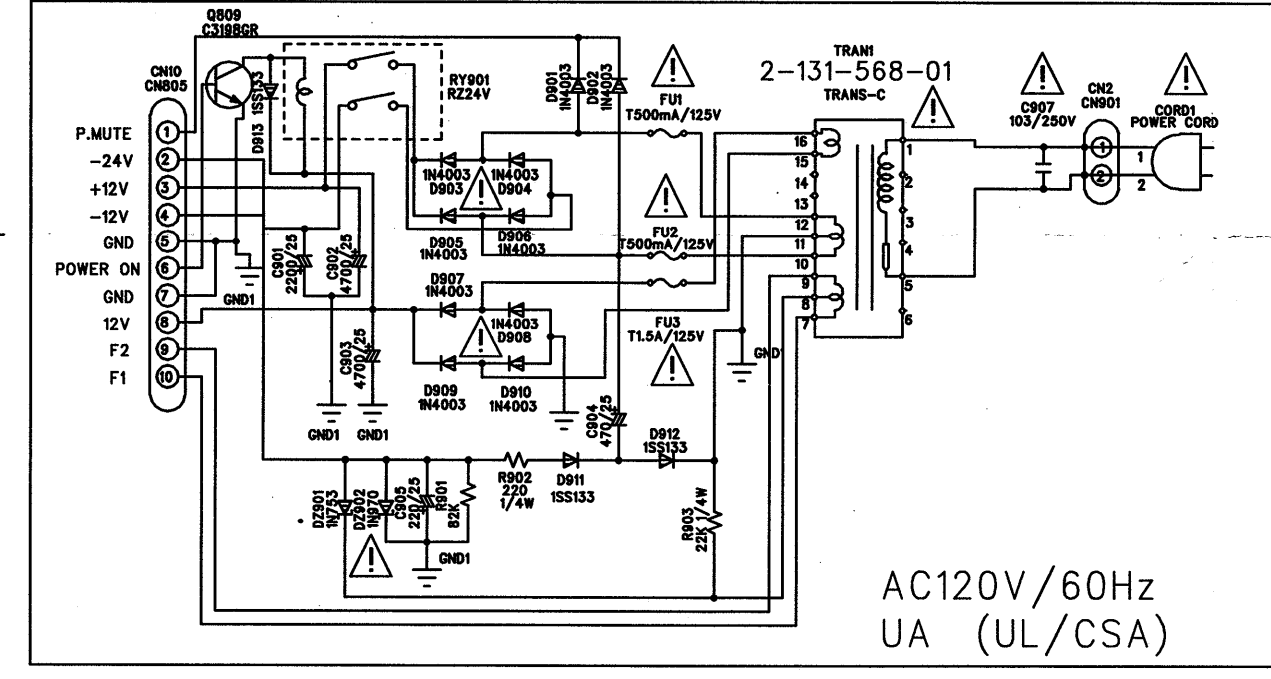 Q809
C3198GR
CN10
CN805
P.MUTE 1
-24V 2
+12V 3
-12V 4
GND 5
POWER ON 6
GND 7
12V 8
F2 9
F1 10
D913 1SS133
RY901
RZ24V
D901
1N4003
D902
1N4003
!
FU1
T500mA/125V
!
FU2
T500mA/125V
FU3
T1.5A/125V
!
1N4003
D903
1N4003
D904
!
D905
1N4003
D906
1N4003
D907
1N4003
1N4003
D908
!
D909
1N4003
D910
1N4003
GND1
C901
2200/25
C902
4700/25
C903
4700/25
GND1
GND1
C904
470/25
D912
1SS133
D911
1SS133
R902
220
1/4W
DZ901
1N753
DZ902
1N970
C905
220/25
R901
82K
!
GND1
R903
22K 1/4W
GND1
TRAN1
2-131-568-01
TRANS-C
!
16
15
14
13
12
11
10
9
8
7
1
2
3
4
5
6
!
C907
103/250V
CN2
CN901
1
2
!
CORD1
POWER CORD
1
2
AC120V/60Hz
UA (UL/CSA)